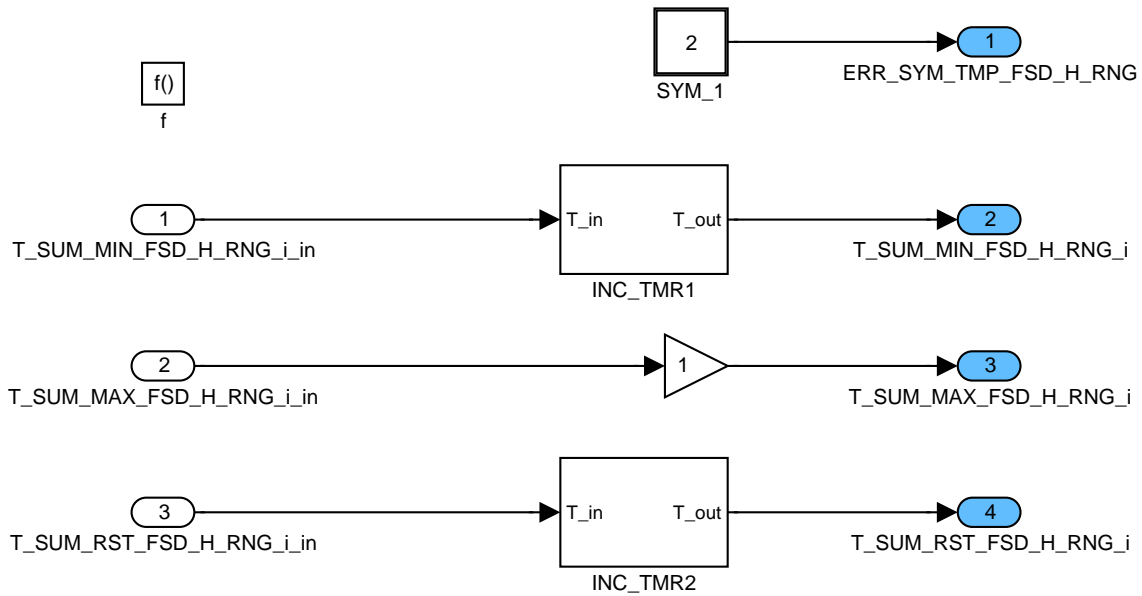 2
1
SYM_1
ERR_SYM_TMP_FSD_H_RNG
f()
f
1
T_in
T_out
2
T_SUM_MIN_FSD_H_RNG_i_in
INC_TMR1
T_SUM_MIN_FSD_H_RNG_i
2
1
3
T_SUM_MAX_FSD_H_RNG_i_in
T_SUM_MAX_FSD_H_RNG_i
3
T_in
T_out
4
T_SUM_RST_FSD_H_RNG_i_in
INC_TMR2
T_SUM_RST_FSD_H_RNG_i